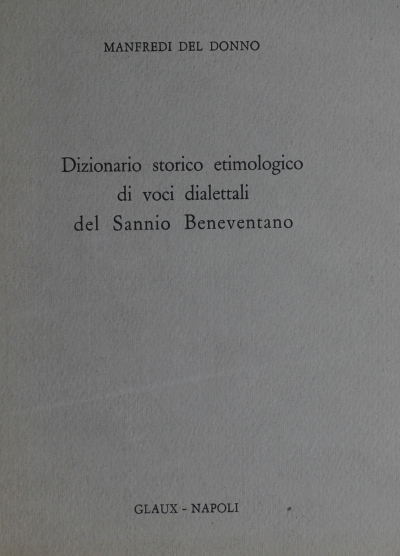 MANFREDI DEL DONNO
Dizionario storico etimologico
di voci dialettali
del Sannio Beneventano
GLAUX - NAPOLI